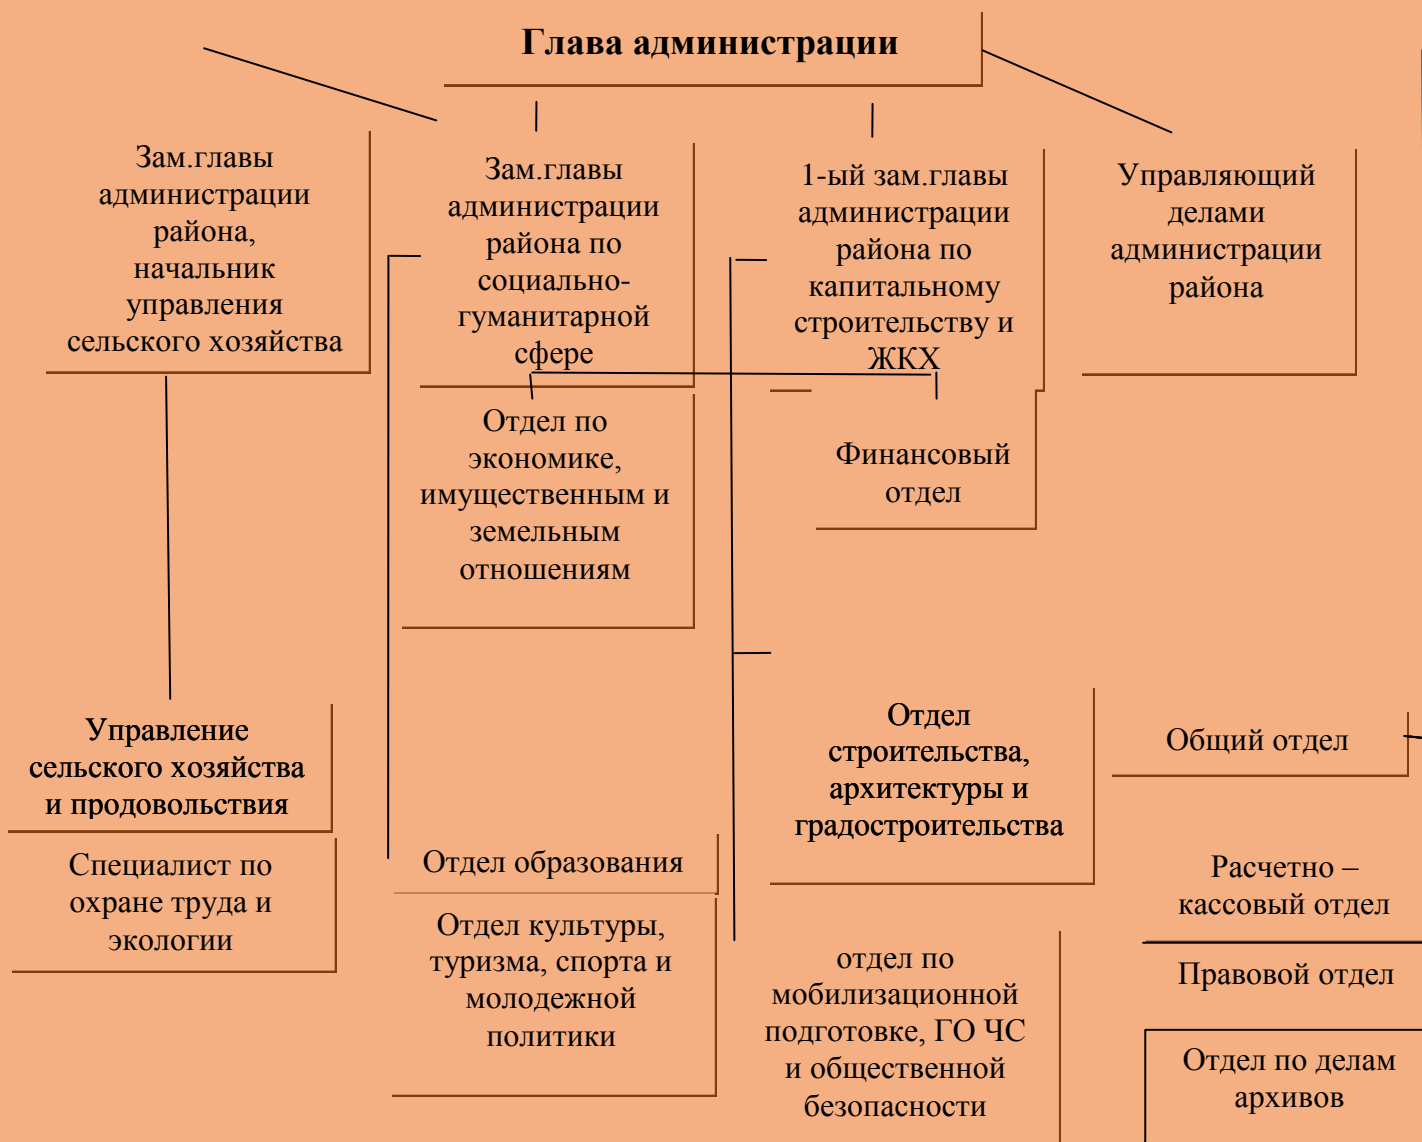 Глава администрации
Зам.главы
администрации
района,
начальник
управления
сельского хозяйства
Зам.главы
администрации
района по
социально-
гуманитарной
сфере
1-ый зам.главы
администрации
района по
капитальному
строительству и
ЖКХ
Управляющий
делами
администрации
района
Отдел по
экономике,
имущественным и
земельным
отношениям
Финансовый
отдел
Управление
сельского хозяйства
и продовольствия
Специалист по
охране труда и
экологии
Отдел образования
Отдел культуры,
туризма, спорта и
молодежной
политики
Отдел
строительства,
архитектуры и
градостроительства
отдел по
мобилизационной
подготовке, ГО ЧС
и общественной
безопасности
Общий отдел
Расчетно –
кассовый отдел
Правовой отдел
Отдел по делам
архивов